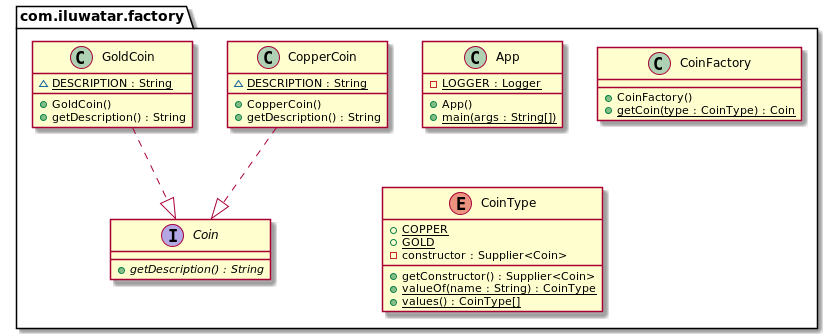 com.iluwatar.factory
C GoldCoin
DESCRIPTION : String
GoldCoin()
getDescription() : String
C CopperCoin
DESCRIPTION : String
CopperCoin()
getDescription() : String
C App
LOGGER : Logger
App()
main(args : String[])
C CoinFactory
CoinFactory()
getCoin(type : CoinType) : Coin
I Coin
getDescription() : String
E CoinType
COPPER
GOLD
constructor : Supplier<Coin>
getConstructor() : Supplier<Coin>
valueOf(name : String) : CoinType
values() : CoinType[]